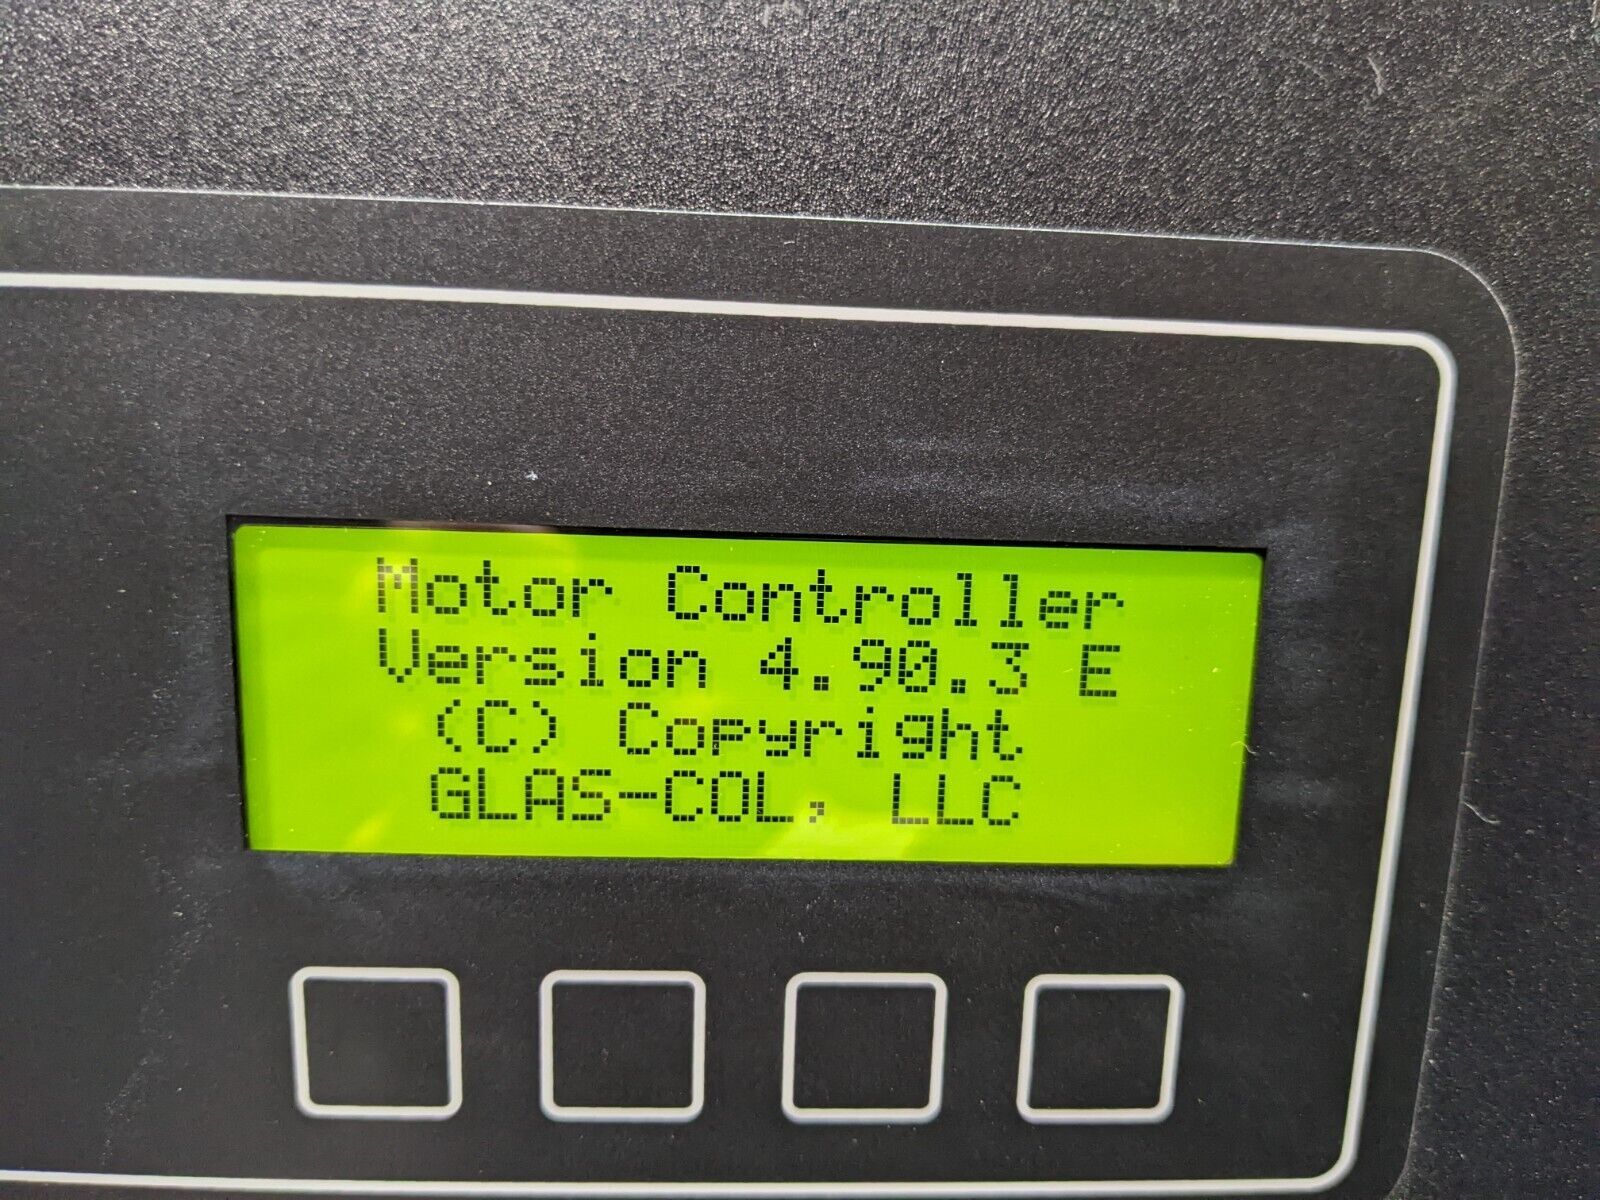 Motor Controller
Version 4.90.3 E
(C) Copyright
GLAS-COL, LLC